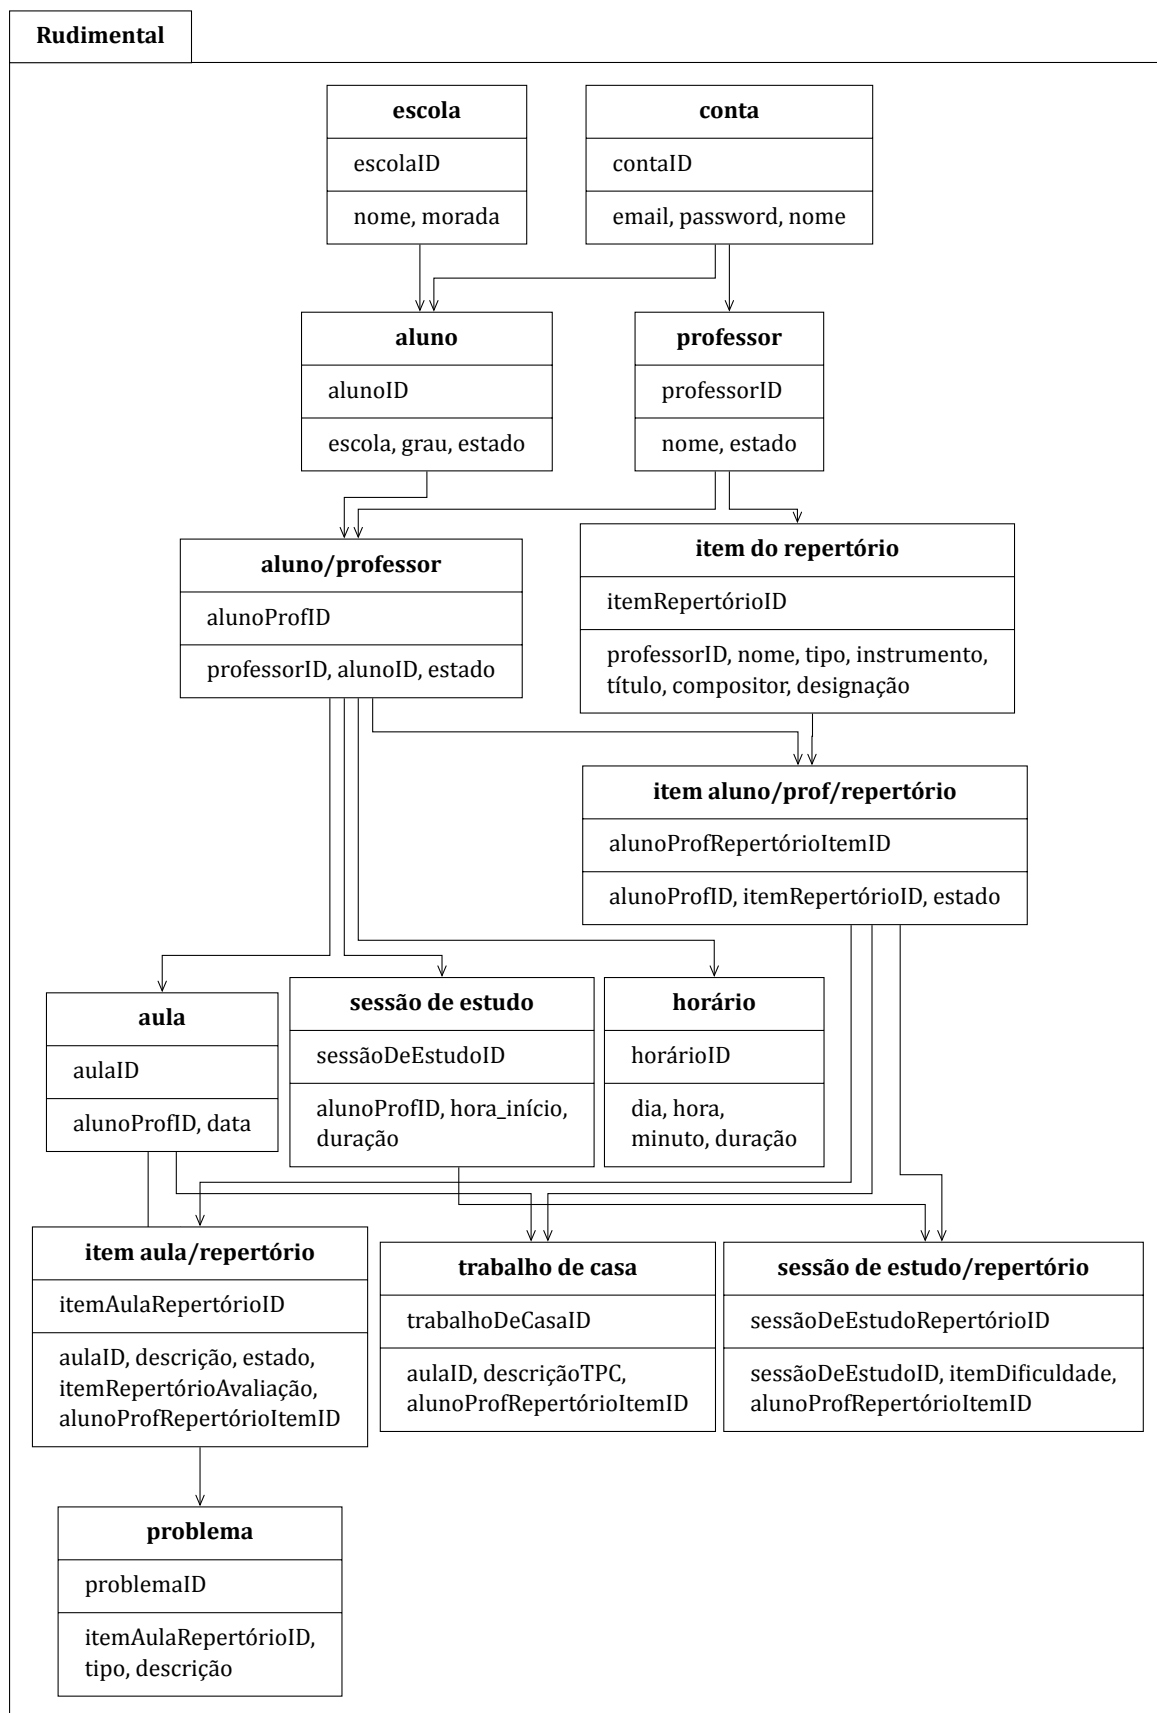 Rudimental
escola
escolaID
nome, morada
conta
contaID
email, password, nome
aluno
alunoID
escola, grau, estado
professor
professorID
nome, estado
aluno/professor
alunoProfID
professorID, alunoID, estado
item do repertório
itemRepertórioID
professorID, nome, tipo, instrumento,
título, compositor, designação
item aluno/prof/repertório
alunoProfRepertórioItemID
alunoProfID, itemRepertórioID, estado
aula
aulaID
alunoProfID, data
sessão de estudo
sessãoDeEstudoID
alunoProfID, hora_início,
duração
horário
horárioID
dia, hora,
minuto, duração
item aula/repertório
itemAulaRepertórioID
aulaID, descrição, estado,
itemRepertórioAvaliação,
alunoProfRepertórioItemID
trabalho de casa
trabalhoDeCasaID
aulaID, descriçãoTPC,
alunoProfRepertórioItemID
sessão de estudo/repertório
sessãoDeEstudoRepertórioID
sessãoDeEstudoID, itemDificuldade,
alunoProfRepertórioItemID
problema
problemaID
itemAulaRepertórioID,
tipo, descrição